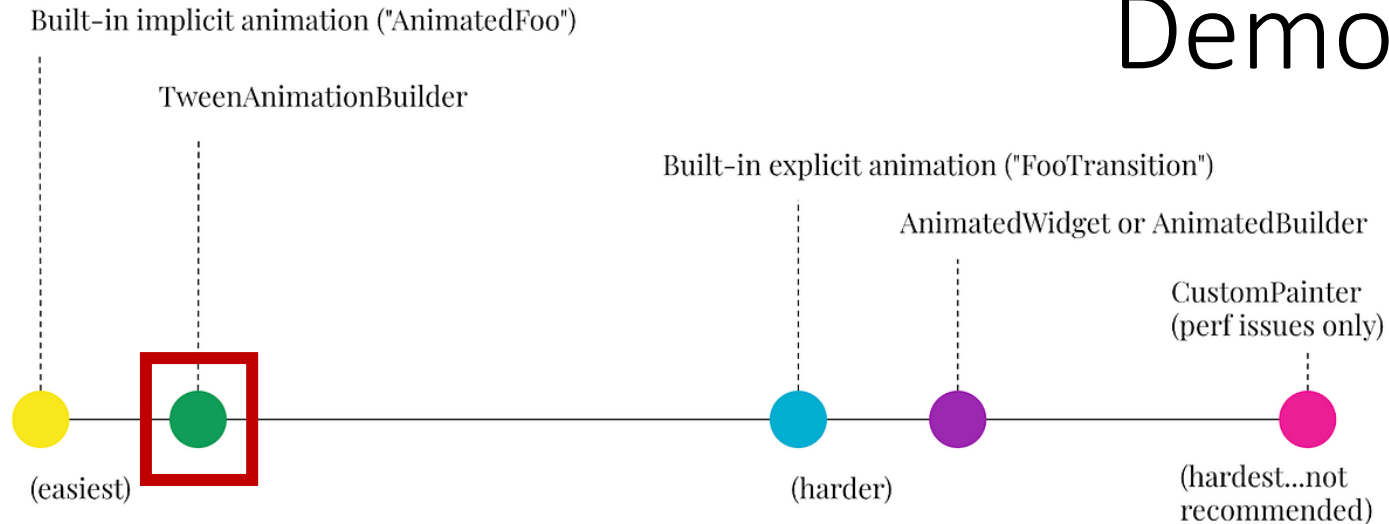 Built-in implicit animation ("AnimatedFoo")
Demo
TweenAnimationBuilder
Built-in explicit animation ("FooTransition")
AnimatedWidget or AnimatedBuilder
CustomPainter
(perf issues only)
(easiest)
(harder)
(hardest...not
recommended)